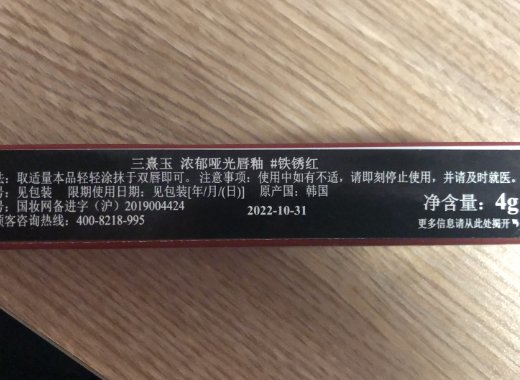 三熹玉 浓郁哑光唇釉 #铁锈红
法：取适量本品轻轻涂抹于双唇即可。注意事项：使用中如有不适，请即刻停止使用，并请及时就医。
号：见包装 限期使用日期：见包装[年/月/(日)] 原产国：韩国
号：国妆网备进字（沪）2019004424
2022-10-31
净含量：4g
顾客咨询热线：400-8218-995
更多信息请从此处揭开